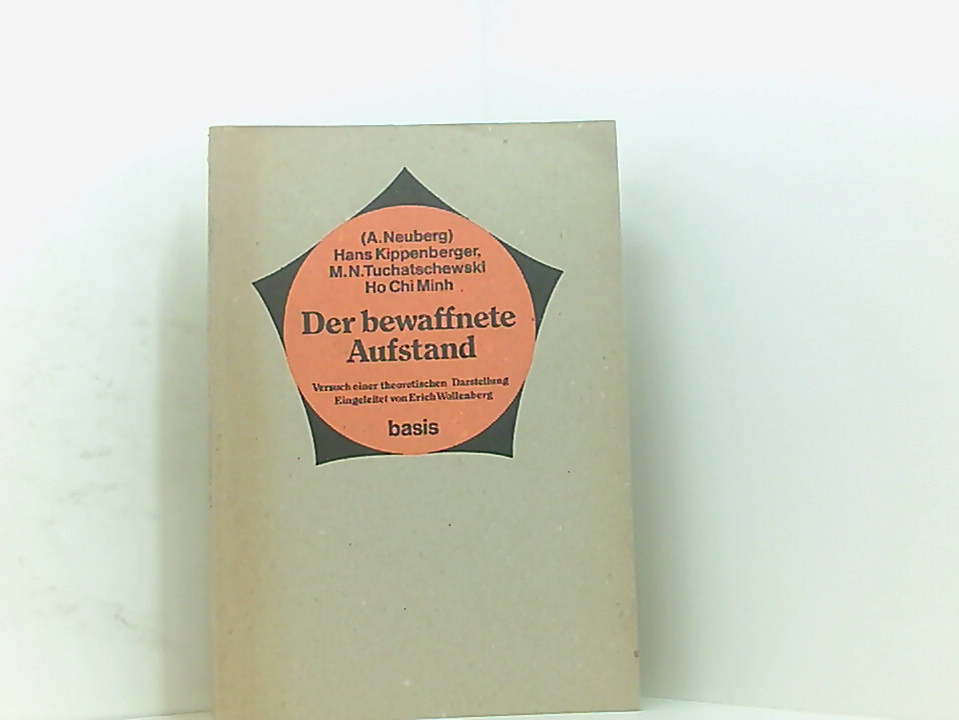 (A. Neuberg)
Hans Kippenberger,
M. N. Tuchatschewski
Ho Chi Minh
Der bewaffnete
Aufstand
Versuch einer theoretischen Darstellung
Eingeleitet von Erich Wollenberg
basis